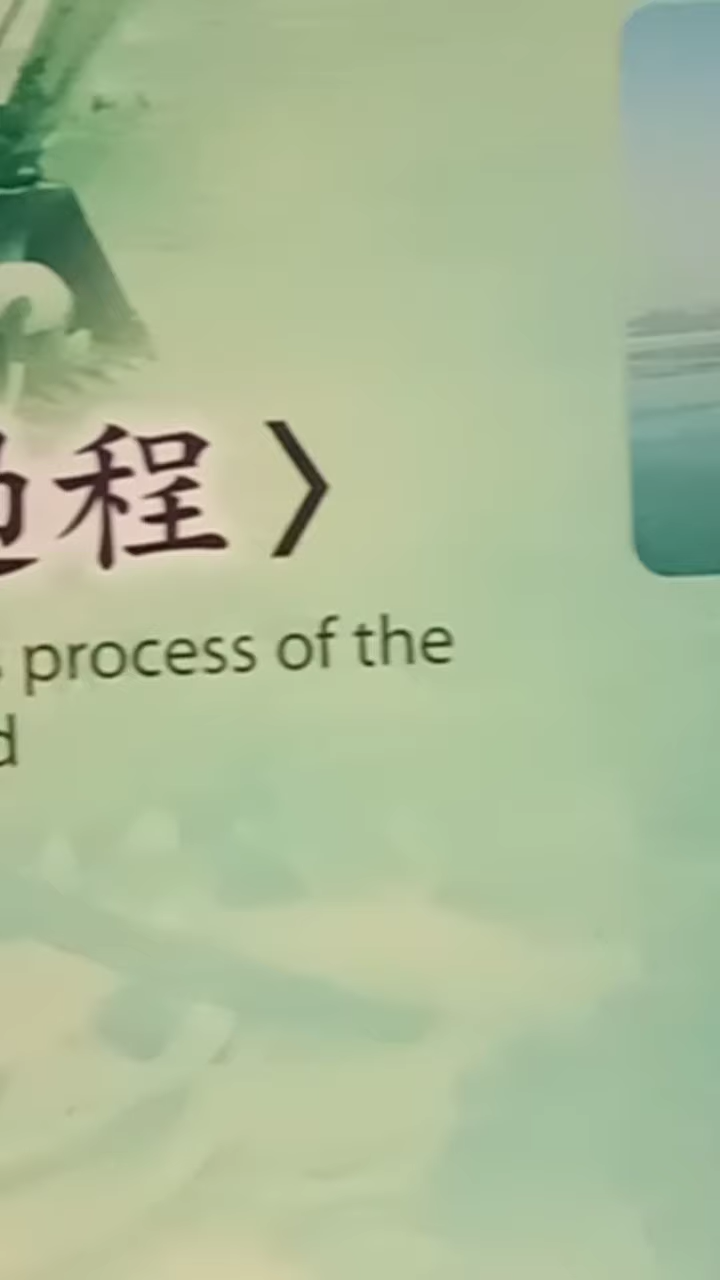 程〉
process of the